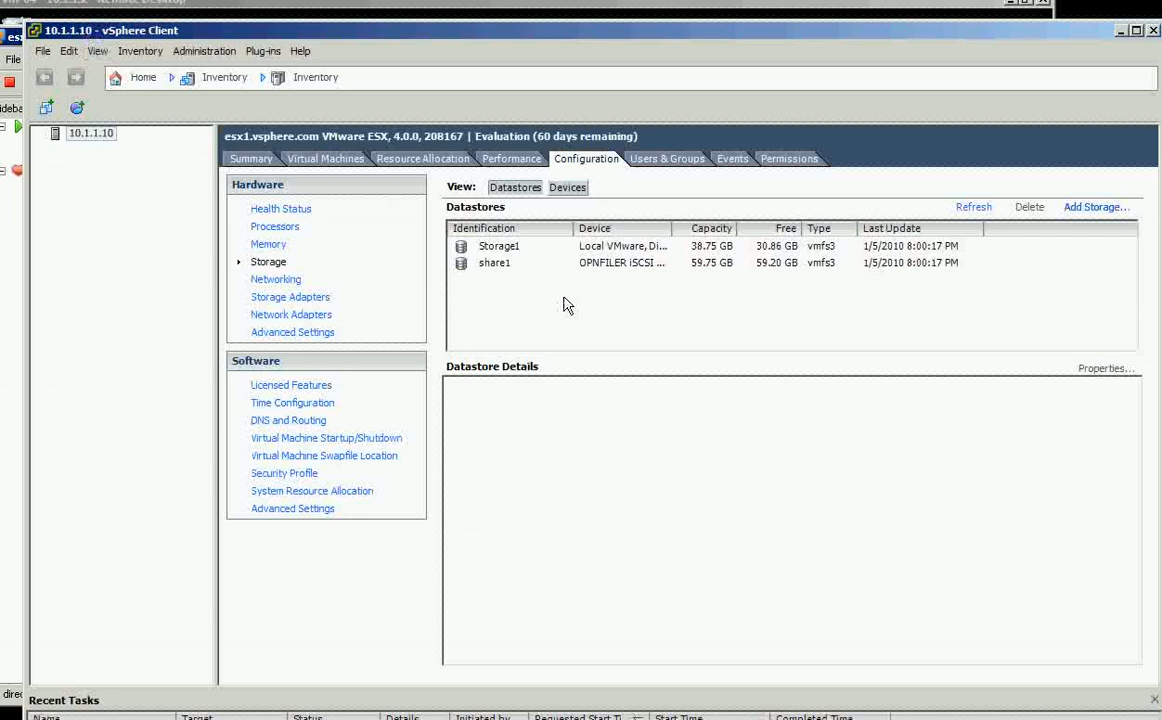 10.1.1.10 - vSphere Client
es
File Edit View Inventory Administration Plug-ins Help
File
Home Inventory Inventory
deba
10.1.1.10
esx1.vsphere.com VMware ESX, 4.0.0, 208167 | Evaluation (60 days remaining)
Summary Virtual Machines Resource Allocation Performance Configuration Users & Groups Events Permissions
Hardware
Health Status
Processors
Memory
Storage
Networking
Storage Adapters
Network Adapters
Advanced Settings
Software
Licensed Features
Time Configuration
DNS and Routing
Virtual Machine Startup/Shutdown
Virtual Machine Swapfile Location
Security Profile
System Resource Allocation
Advanced Settings
View: Datastores Devices
Datastores Refresh Delete Add Storage...
Identification Device Capacity Free Type Last Update
Storage1 Local VMware, Di... 38.75 GB 30.86 GB vmfs3 1/5/2010 8:00:17 PM
share1 OPNFILER iSCSI ... 59.75 GB 59.20 GB vmfs3 1/5/2010 8:00:17 PM
Datastore Details Properties...
direc
Recent Tasks
Name Target Status Details Initiated by Requested Start Ti... Start Time Completed Time